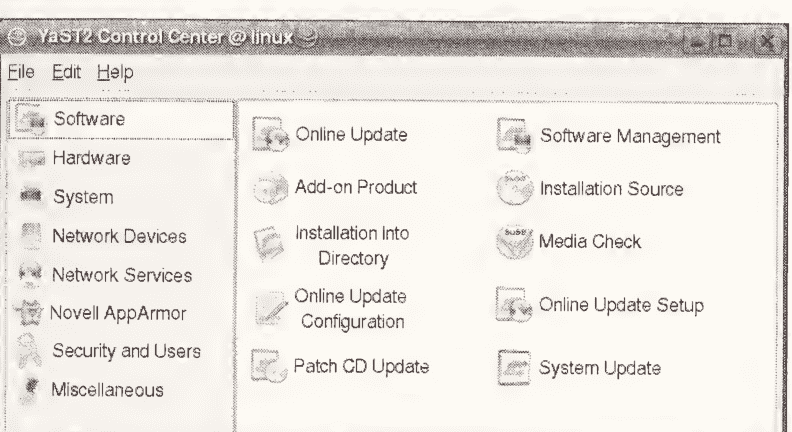 YaST2 Control Center @ linux
File Edit Help
Software
Hardware
System
Network Devices
Network Services
Novell AppArmor
Security and Users
Miscellaneous
Online Update
Software Management
Add-on Product
Installation Source
Installation Into
Directory
Media Check
Online Update
Configuration
Online Update Setup
Patch CD Update
System Update